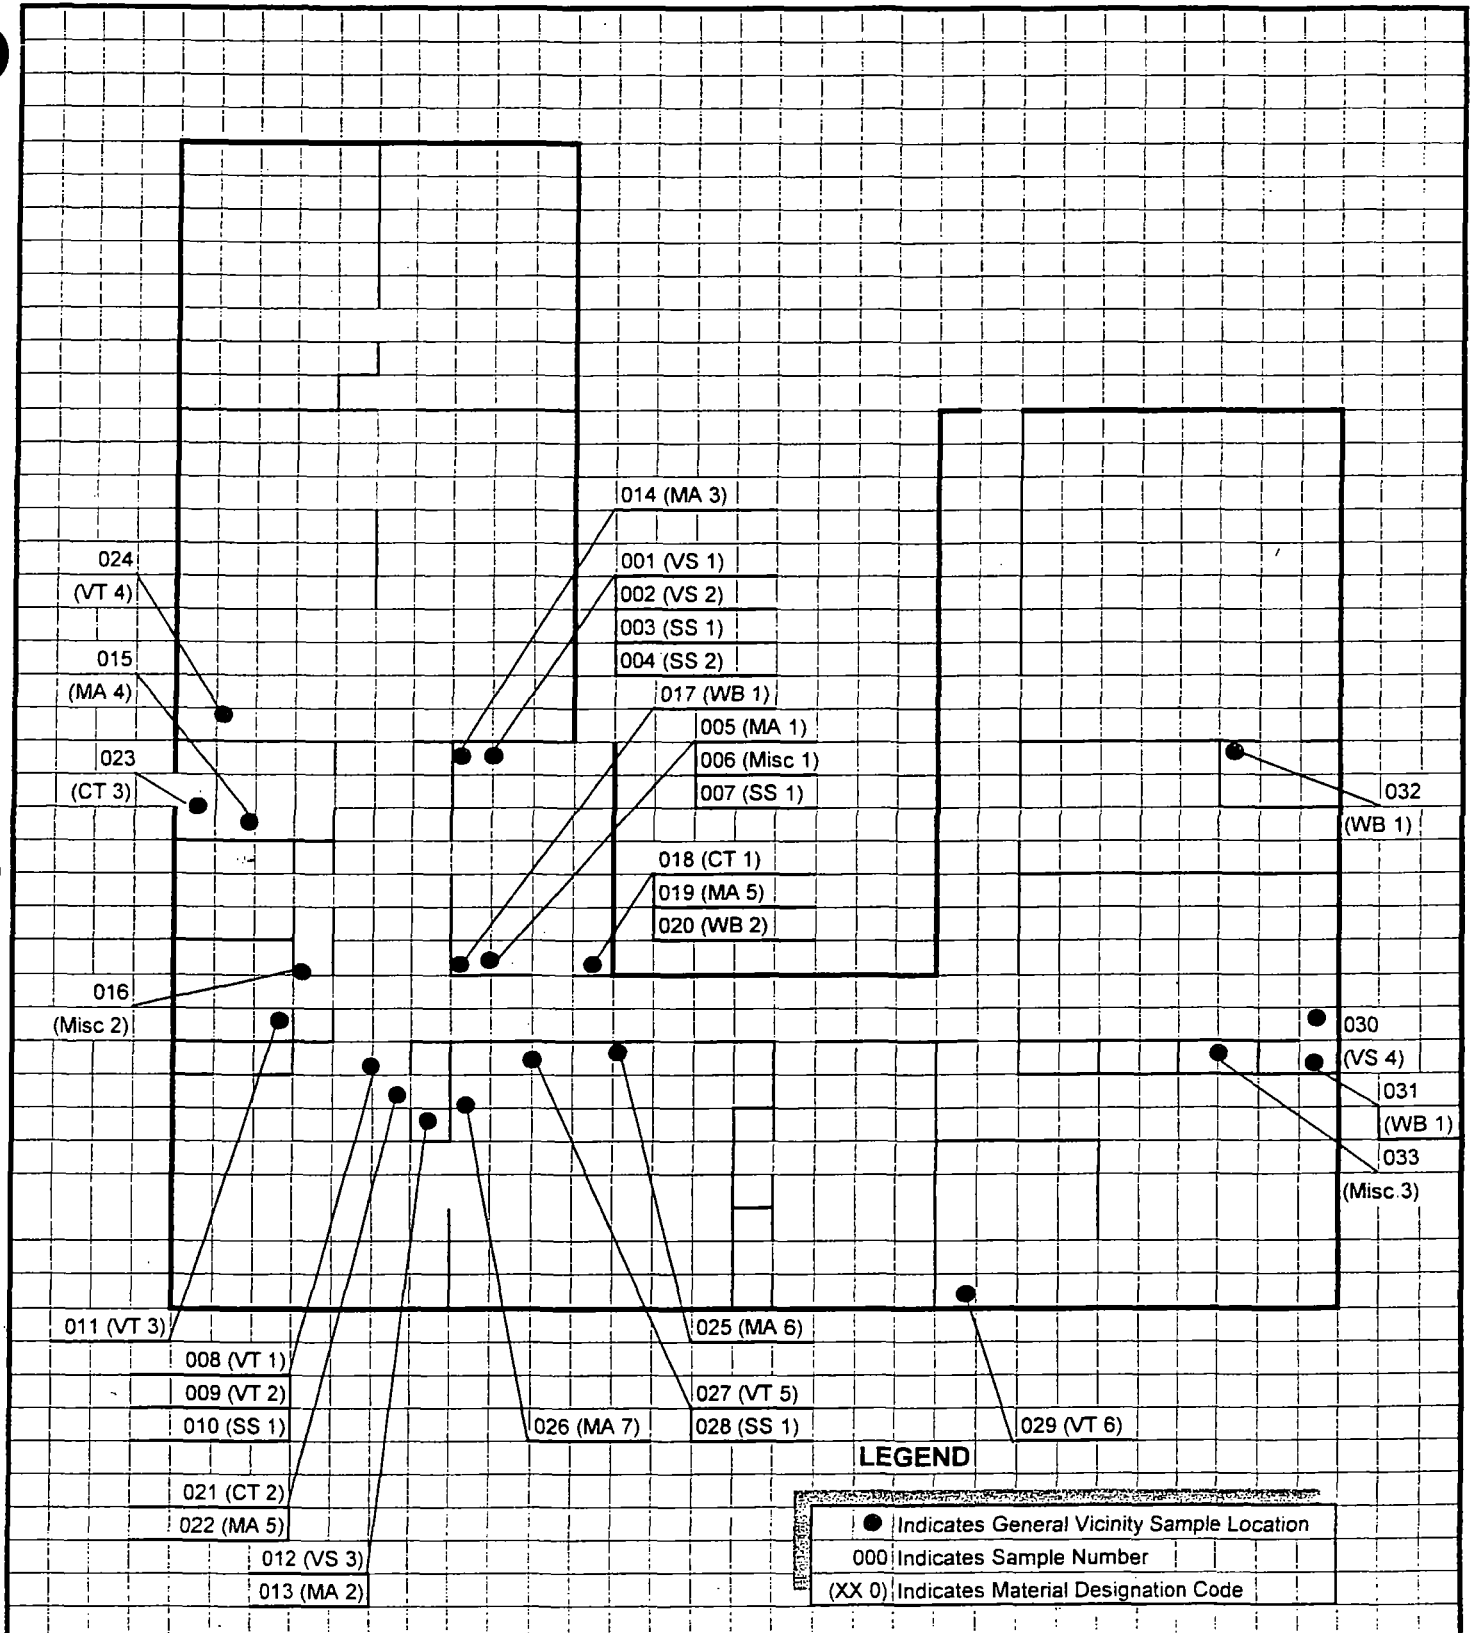 014 (MA 3)
001 (VS 1)
002 (VS 2)
003 (SS 1)
004 (SS 2)
024
(VT 4)
015
(MA 4)
023
(CT 3)
017 (WB 1)
005 (MA 1)
006 (Misc 1)
007 (SS 1)
018 (CT 1)
019 (MA 5)
020 (WB 2)
032
(WB 1)
016
(Misc 2)
030
(VS 4)
031
(WB 1)
033
(Misc 3)
011 (VT 3)
008 (VT 1)
009 (VT 2)
010 (SS 1)
021 (CT 2)
022 (MA 5)
012 (VS 3)
013 (MA 2)
025 (MA 6)
027 (VT 5)
028 (SS 1)
026 (MA 7)
029 (VT 6)
LEGEND
Indicates General Vicinity Sample Location
000 Indicates Sample Number
(XX 0) Indicates Material Designation Code